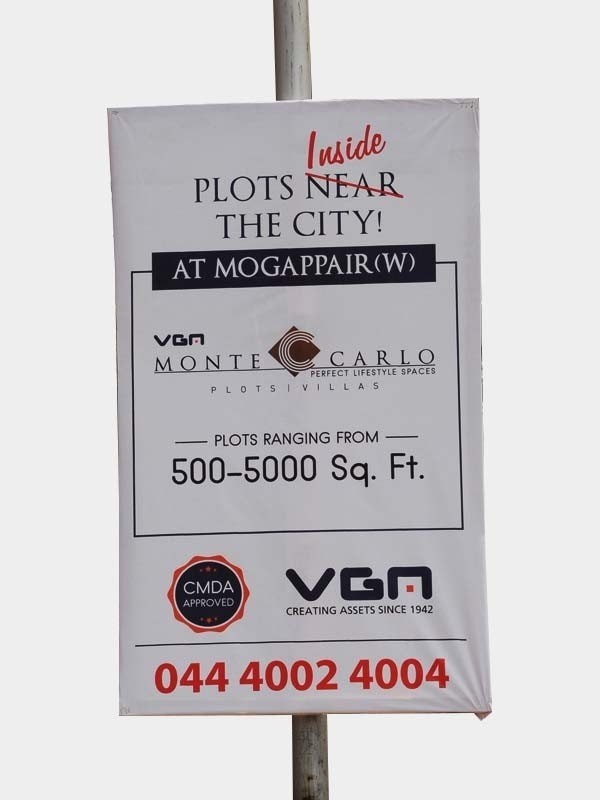 Inside
PLOTS NEAR
THE CITY!
AT MOGAPPAIR(W)
VGN
MONTE CARLO
PERFECT LIFESTYLE SPACES
PLOTS | VILLAS
PLOTS RANGING FROM
500-5000 Sq. Ft.
CMDA
APPROVED
VGN
CREATING ASSETS SINCE 1942
044 4002 4004